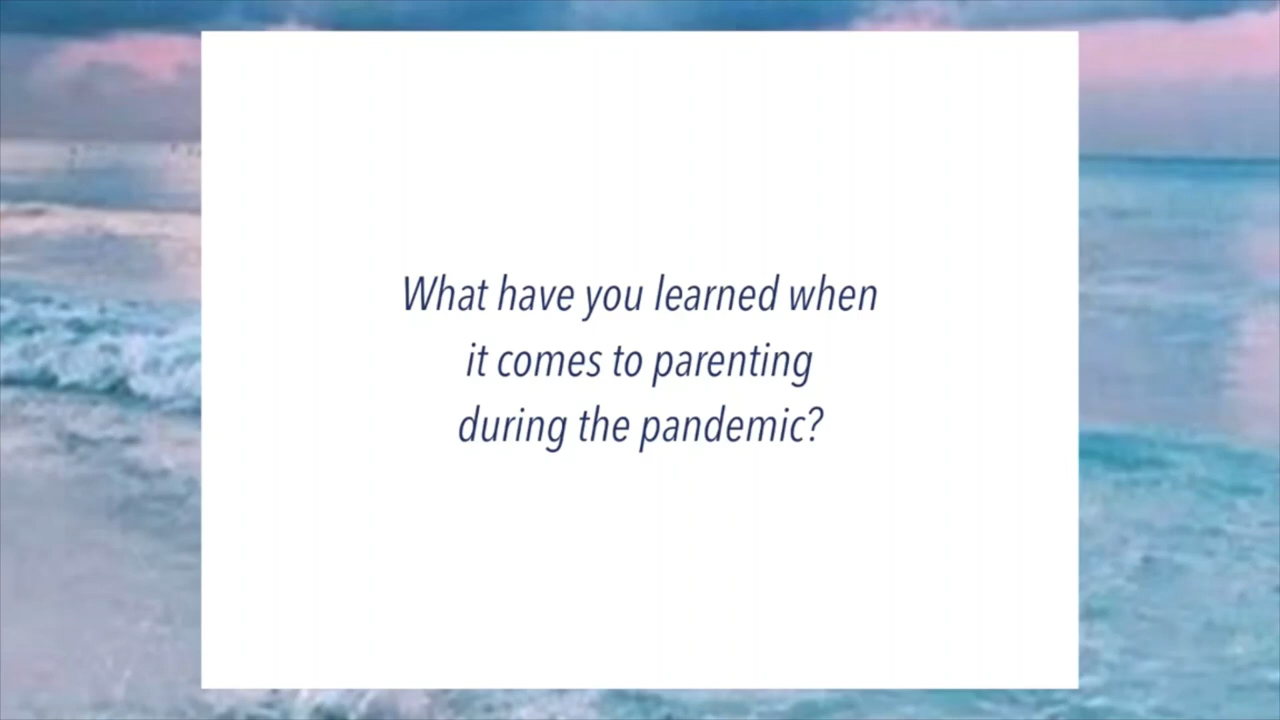 What have you learned when
it comes to parenting
during the pandemic?